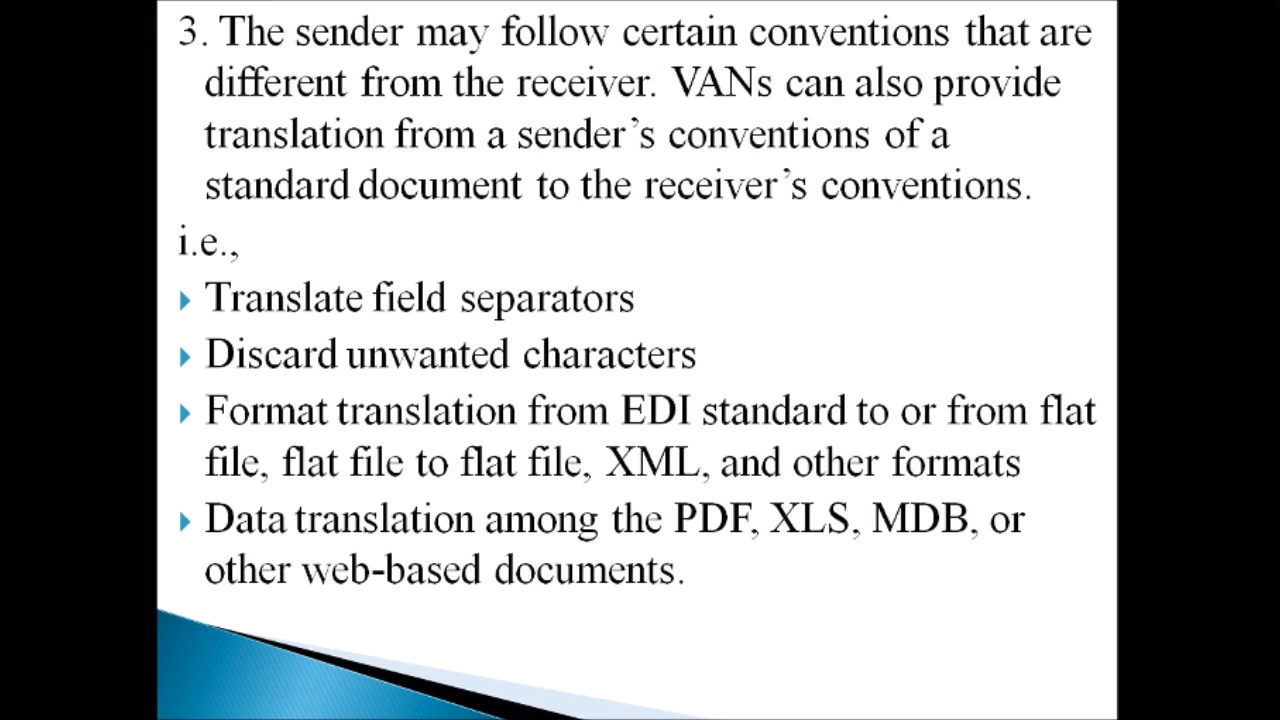 3. The sender may follow certain conventions that are
different from the receiver. VANs can also provide
translation from a sender’s conventions of a
standard document to the receiver’s conventions.
i.e.,
Translate field separators
Discard unwanted characters
Format translation from EDI standard to or from flat
file, flat file to flat file, XML, and other formats
Data translation among the PDF, XLS, MDB, or
other web-based documents.